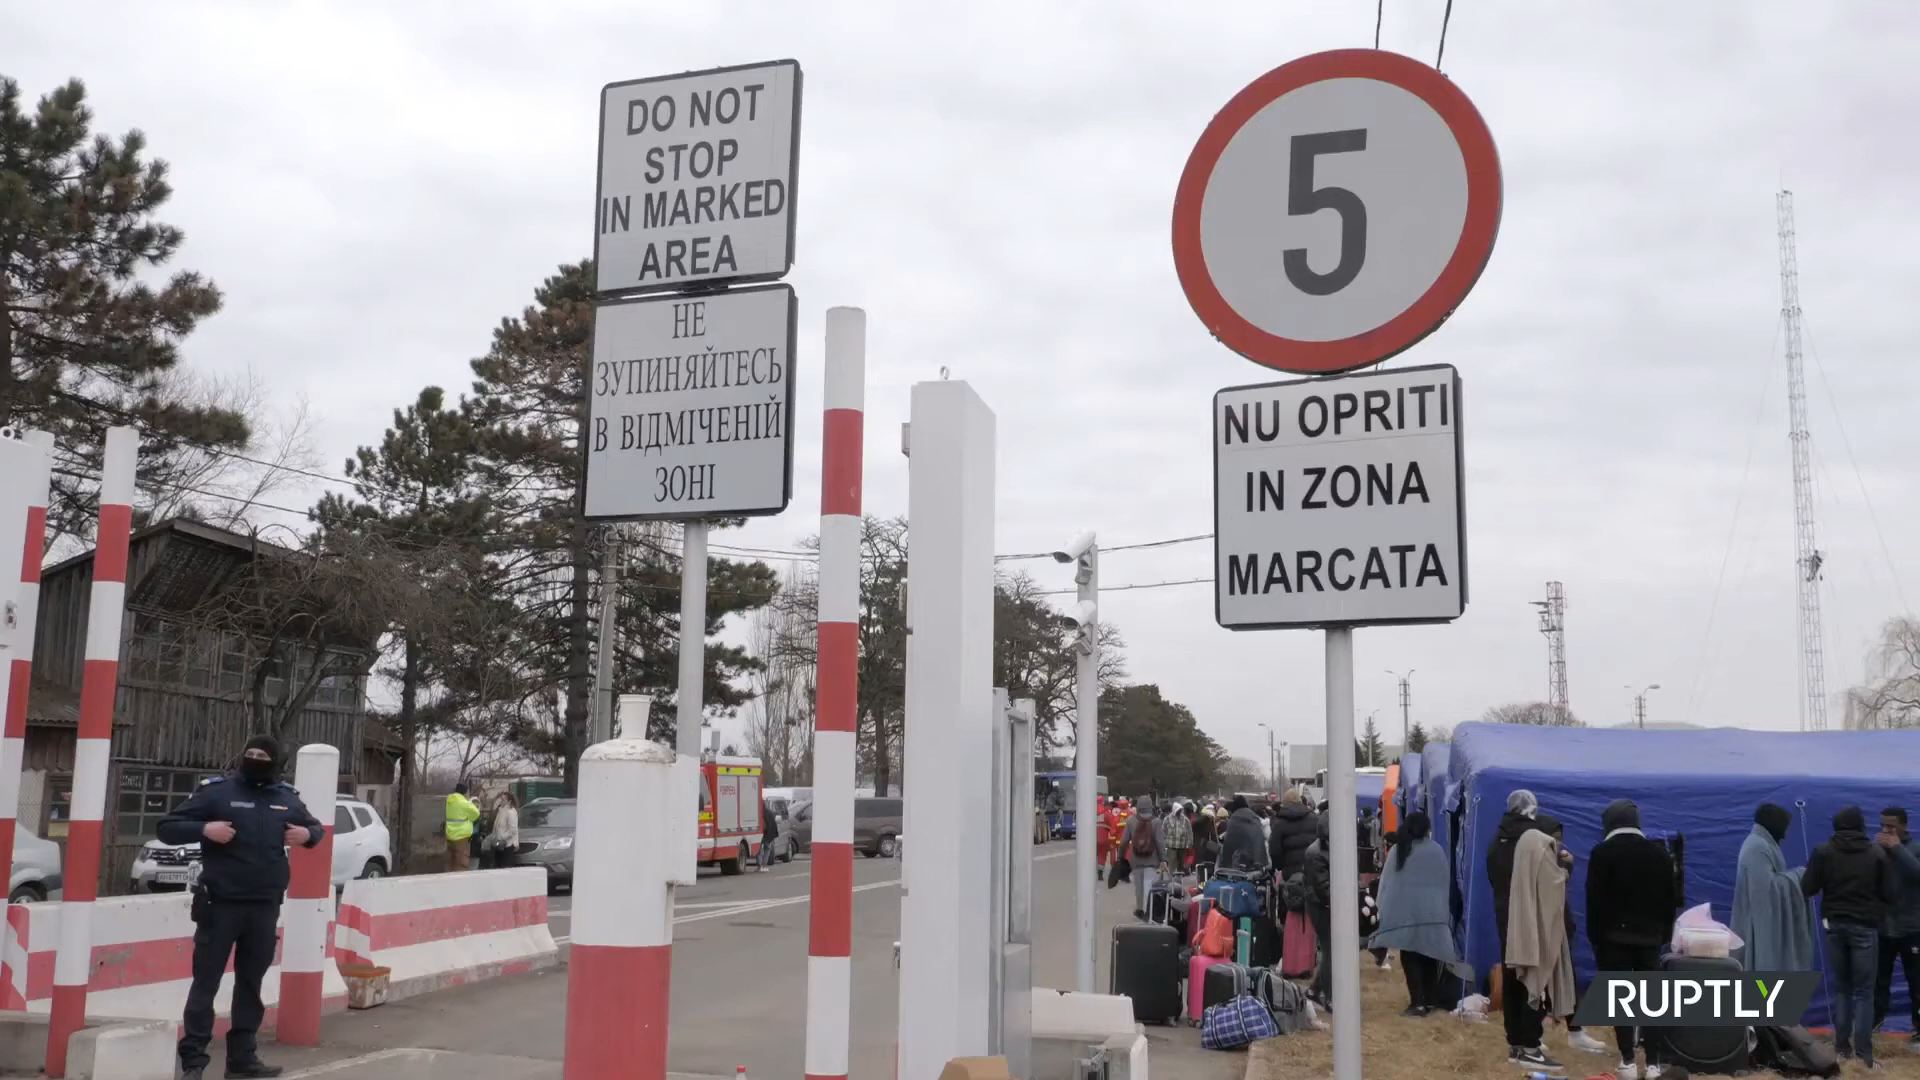 DO NOT
STOP
IN MARKED
AREA
НЕ
ЗУПИНЯЙТЕСЬ
В ВІДМІЧЕНІЙ
ЗОНІ
5
NU OPRITI
IN ZONA
MARCATA
RUPTLY